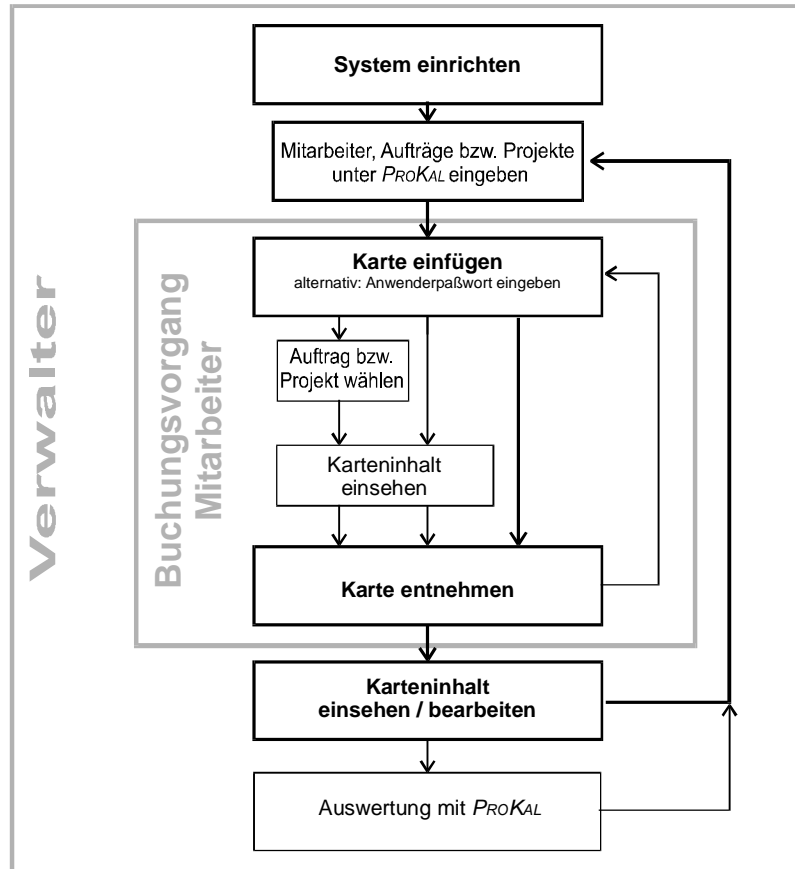 System einrichten
Mitarbeiter, Aufträge bzw. Projekte
unter PROKAL eingeben
Verwalter
Buchungsvorgang
Mitarbeiter
Karte einfügen
alternativ: Anwenderpaßwort eingeben
Auftrag bzw.
Projekt wählen
Karteninhalt
einsehen
Karte entnehmen
Karteninhalt
einsehen / bearbeiten
Auswertung mit PROKAL